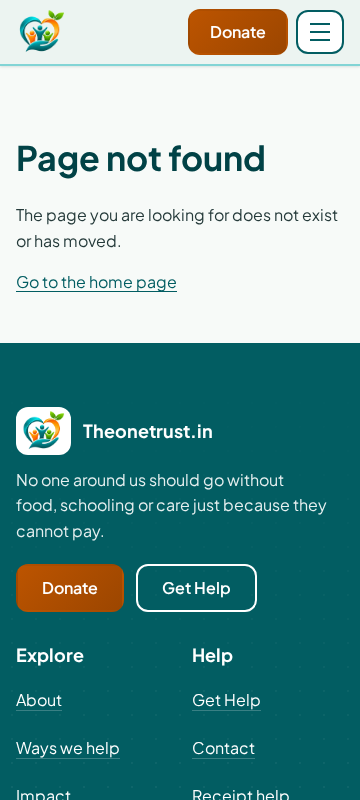 Donate
Page not found
The page you are looking for does not exist
or has moved.
Go to the home page
Theonetrust.in
No one around us should go without
food, schooling or care just because they
cannot pay.
Donate
Get Help
Explore
Help
About
Get Help
Ways we help
Contact
Impact
Receipt help